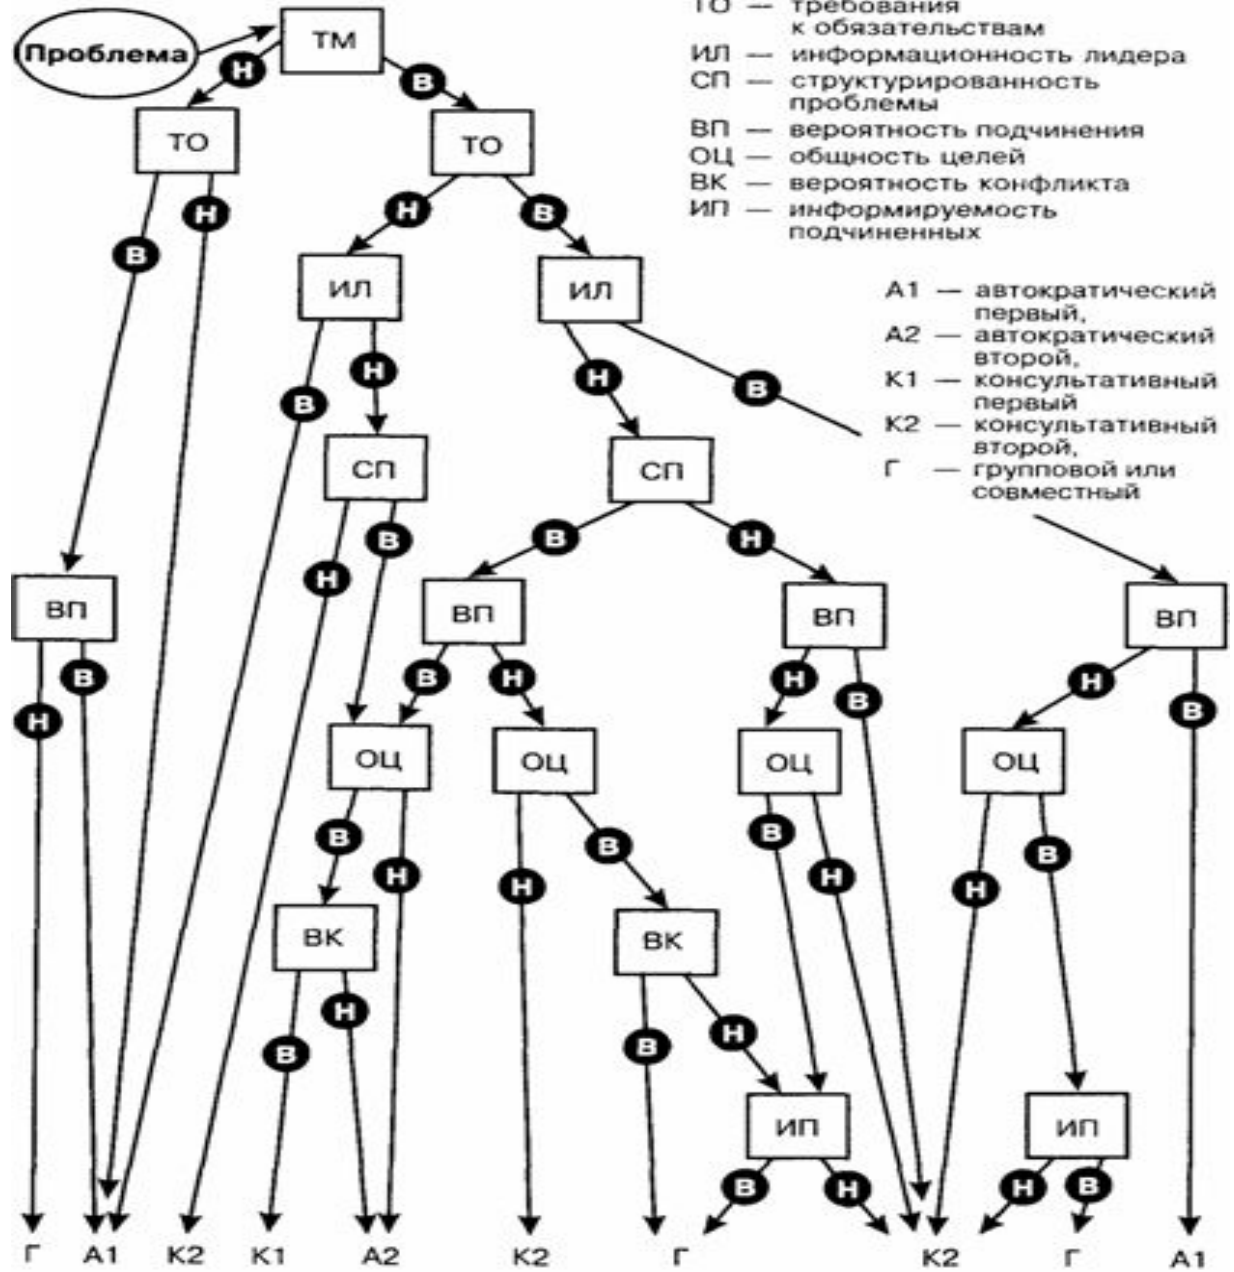 ТО — требования
к обязательствам
ИЛ — информационность лидера
СП — структурированность
проблемы
ВП — вероятность подчинения
ОЦ — общность целей
ВК — вероятность конфликта
ИП — информируемость
подчиненных
А1 — автократический
первый,
А2 — автократический
второй,
К1 — консультативный
первый
К2 — консультативный
второй,
Г — групповой или
совместный
Проблема
ТМ
Н В
ТО ТО
Н Н В
В
ИЛ ИЛ
Н Н В
В
СП СП
В В Н
Н
ВП ВП ВП ВП
В В Н Н Н
Н В В
ОЦ ОЦ ОЦ ОЦ
В В В В
Н Н Н Н
ВК ВК
Н Н
В В
ИП ИП
В Н Н В
Г А1 К2 К1 А2 К2 Г К2 Г А1